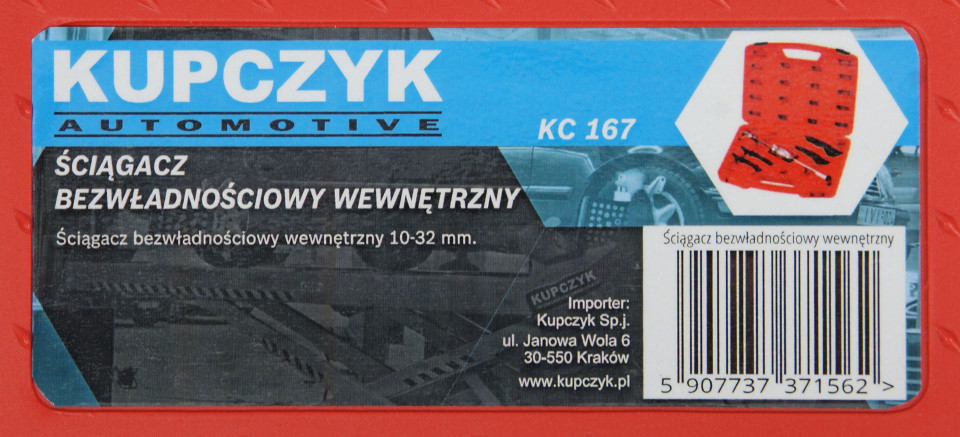 KUPCZYK
AUTOMOTIVE
KC 167
ŚCIĄGACZ
BEZWŁADNOŚCIOWY WEWNĘTRZNY
Ściągacz bezwładnościowy wewnętrzny 10-32 mm.
KUPCZYK
Importer:
Kupczyk Sp.j.
ul. Janowa Wola 6
30-550 Kraków
www.kupczyk.pl
Ściągacz bezwładnościowy wewnętrzny
5 907737 371562 >